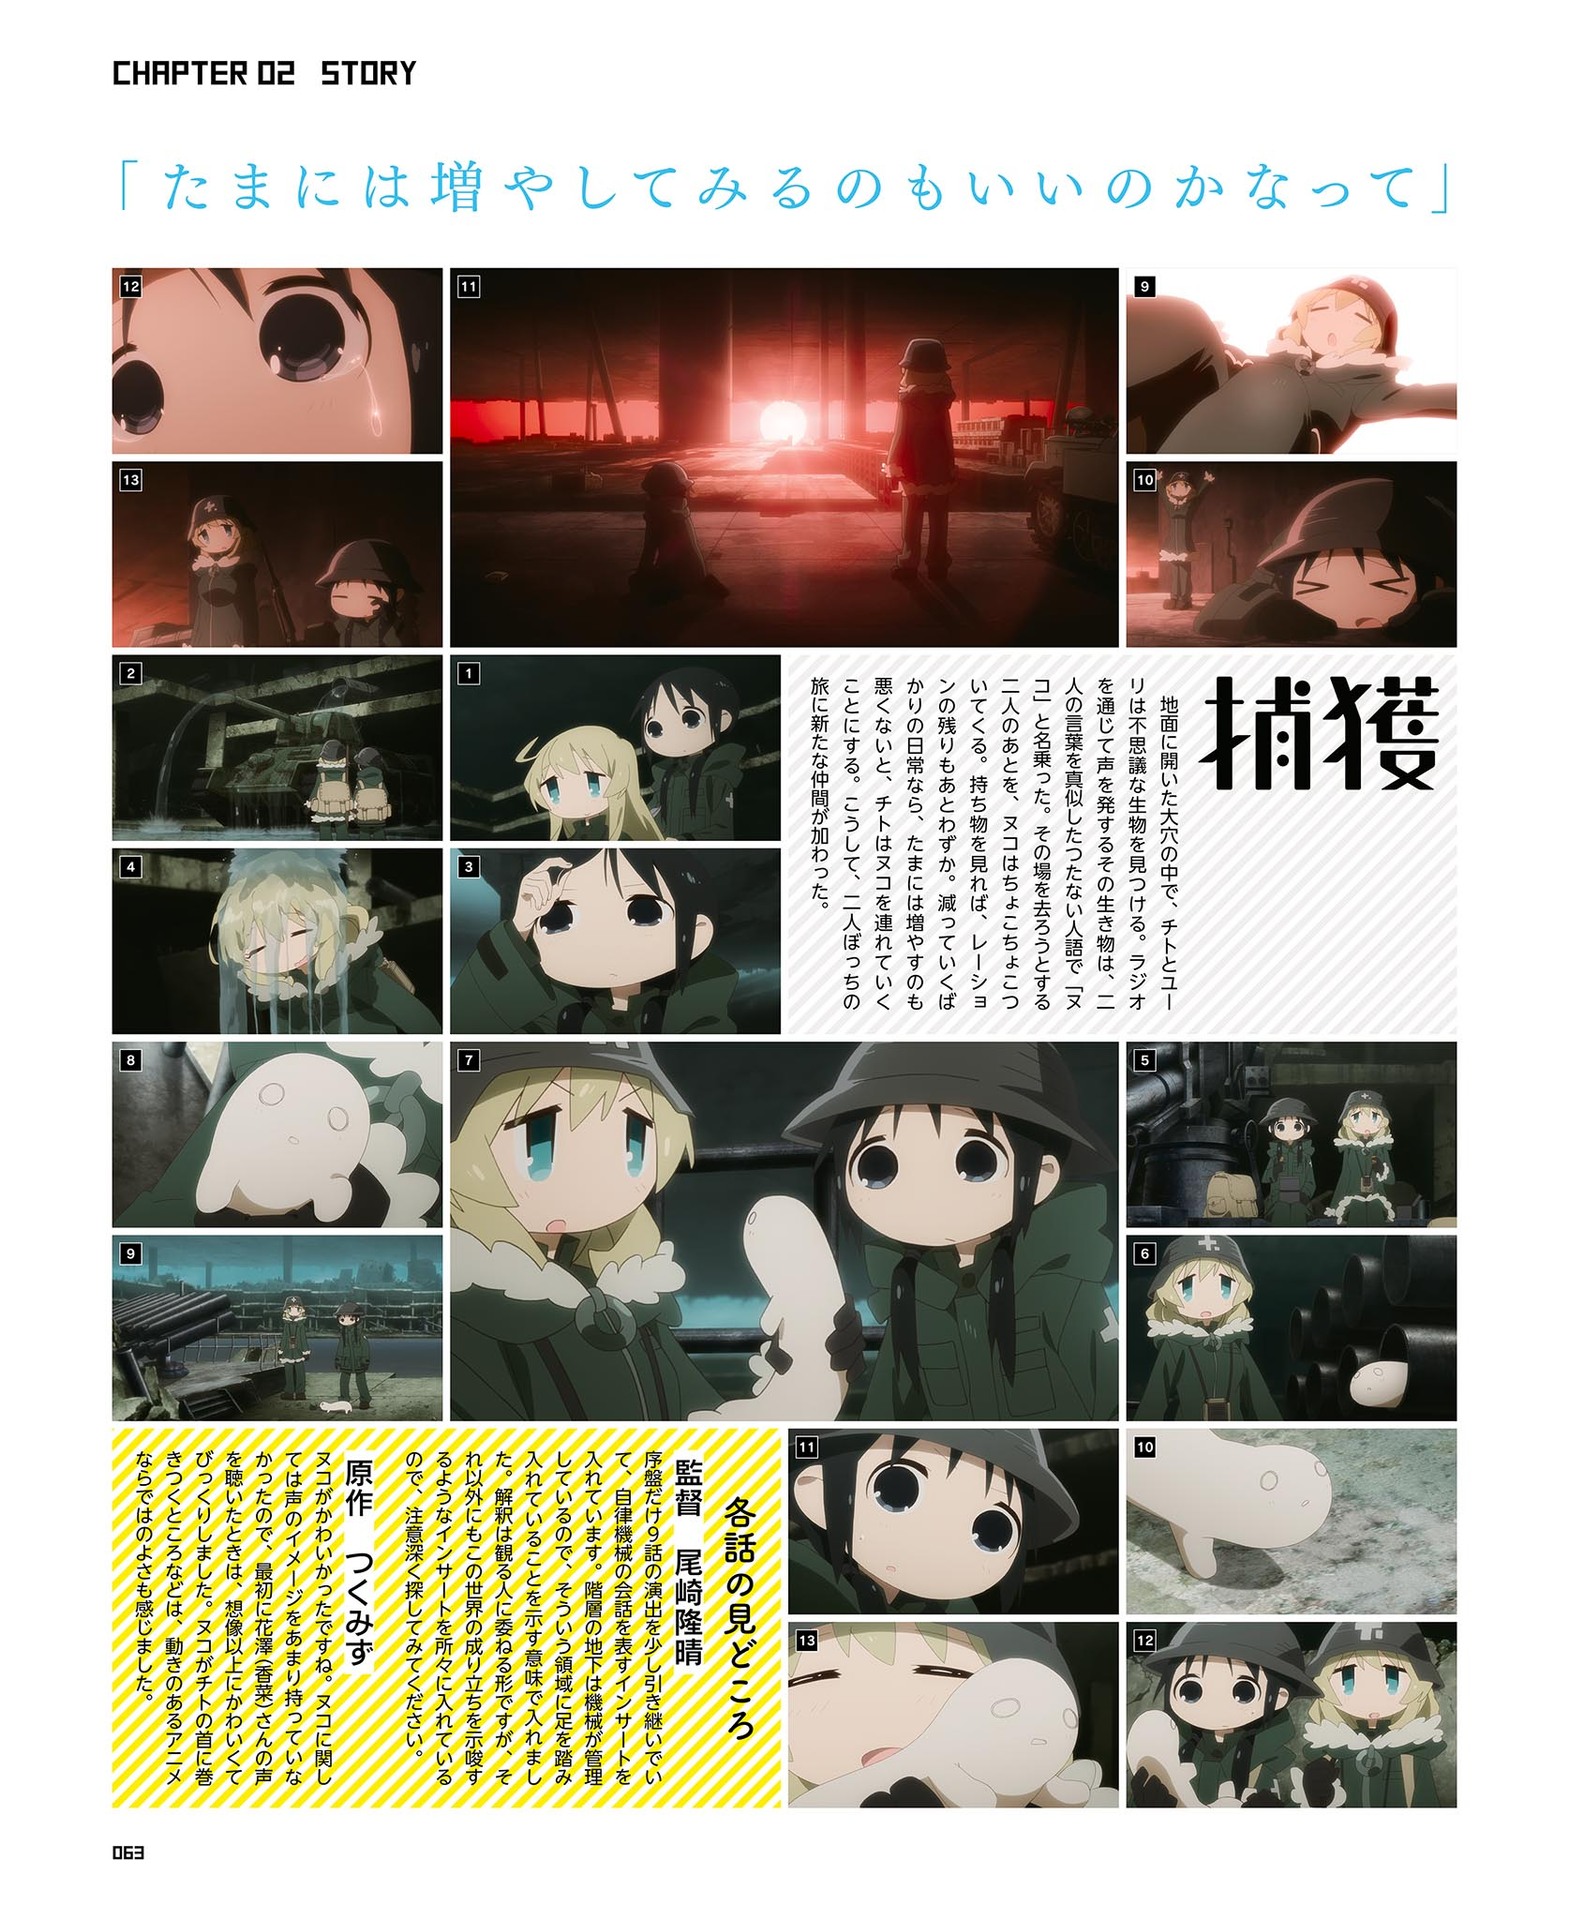 CHAPTER 02 STORY
「たまには増やしてみるのもいいのかなって」
12
11
9
13
10
2
1
捕獲
地面に開いた大穴の中で、チトとユー
リは不思議な生物を見つける。ラジオ
を通じて声を発するその生き物は、二
人の言葉を真似したつたない人語で「ヌ
コ」と名乗った。その場を去ろうとする
二人のあとを、ヌコはちょこちょこつ
いてくる。持ち物を見れば、レーショ
ンの残りもあとわずか。減っていくば
かりの日常なら、たまには増やすのも
悪くないと、チトはヌコを連れていく
ことにする。こうして、二人ぼっちの
旅に新たな仲間が加わった。
4
3
8
7
5
9
6
11
10
13
12
各話の見どころ
監督 尾崎隆晴
序盤だけ9話の演出を少し引き継いでい
て、自律機械の会話を表すインサートを
入れています。階層の地下は機械が管理
しているので、そういう領域に足を踏み
入れていることを示す意味で入れまし
た。解釈は観る人に委ねる形ですが、そ
れ以外にもこの世界の成り立ちを示唆す
るようなインサートを所々に入れている
ので、注意深く探してみてください。
原作 つくみず
ヌコがかわいかったですね。ヌコに関し
ては声のイメージをあまり持っていな
かったので、最初に花澤(香菜)さんの声
を聴いたときは、想像以上にかわいくて
びっくりしました。ヌコがチトの首に巻
きつくところなどは、動きのあるアニメ
ならではのよさも感じました。
063